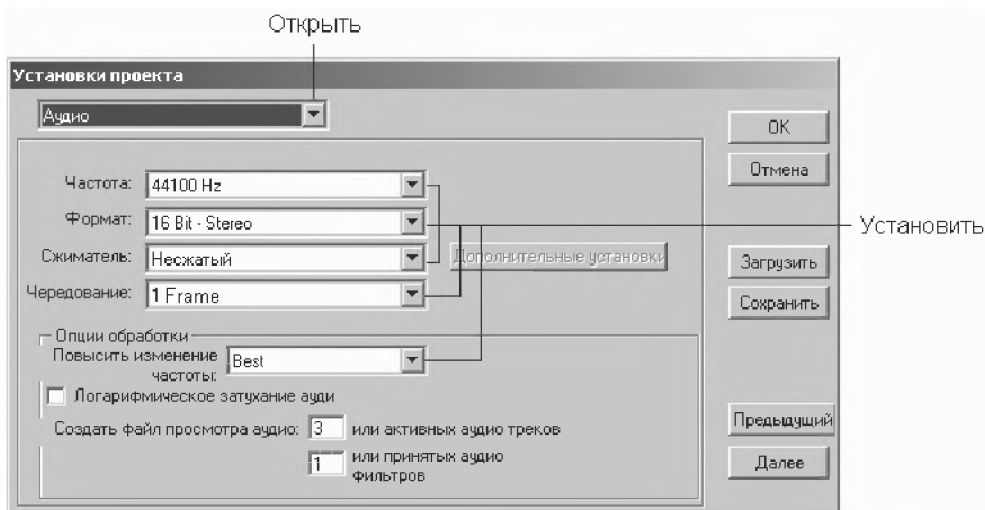 Открыть
Установки проекта
Аудио
OK
Отмена
Частота: 44100 Hz
Формат: 16 Bit - Stereo
Установить
Сжиматель: Несжатый
Дополнительные установки
Загрузить
Чередование: 1 Frame
Сохранить
Опции обработки
Повысить изменение
частоты: Best
Логарифмическое затухание ауди
Создать файл просмотра аудио: 3 или активных аудио треков
1 или принятых аудио
фильтров
Предыдущий
Далее